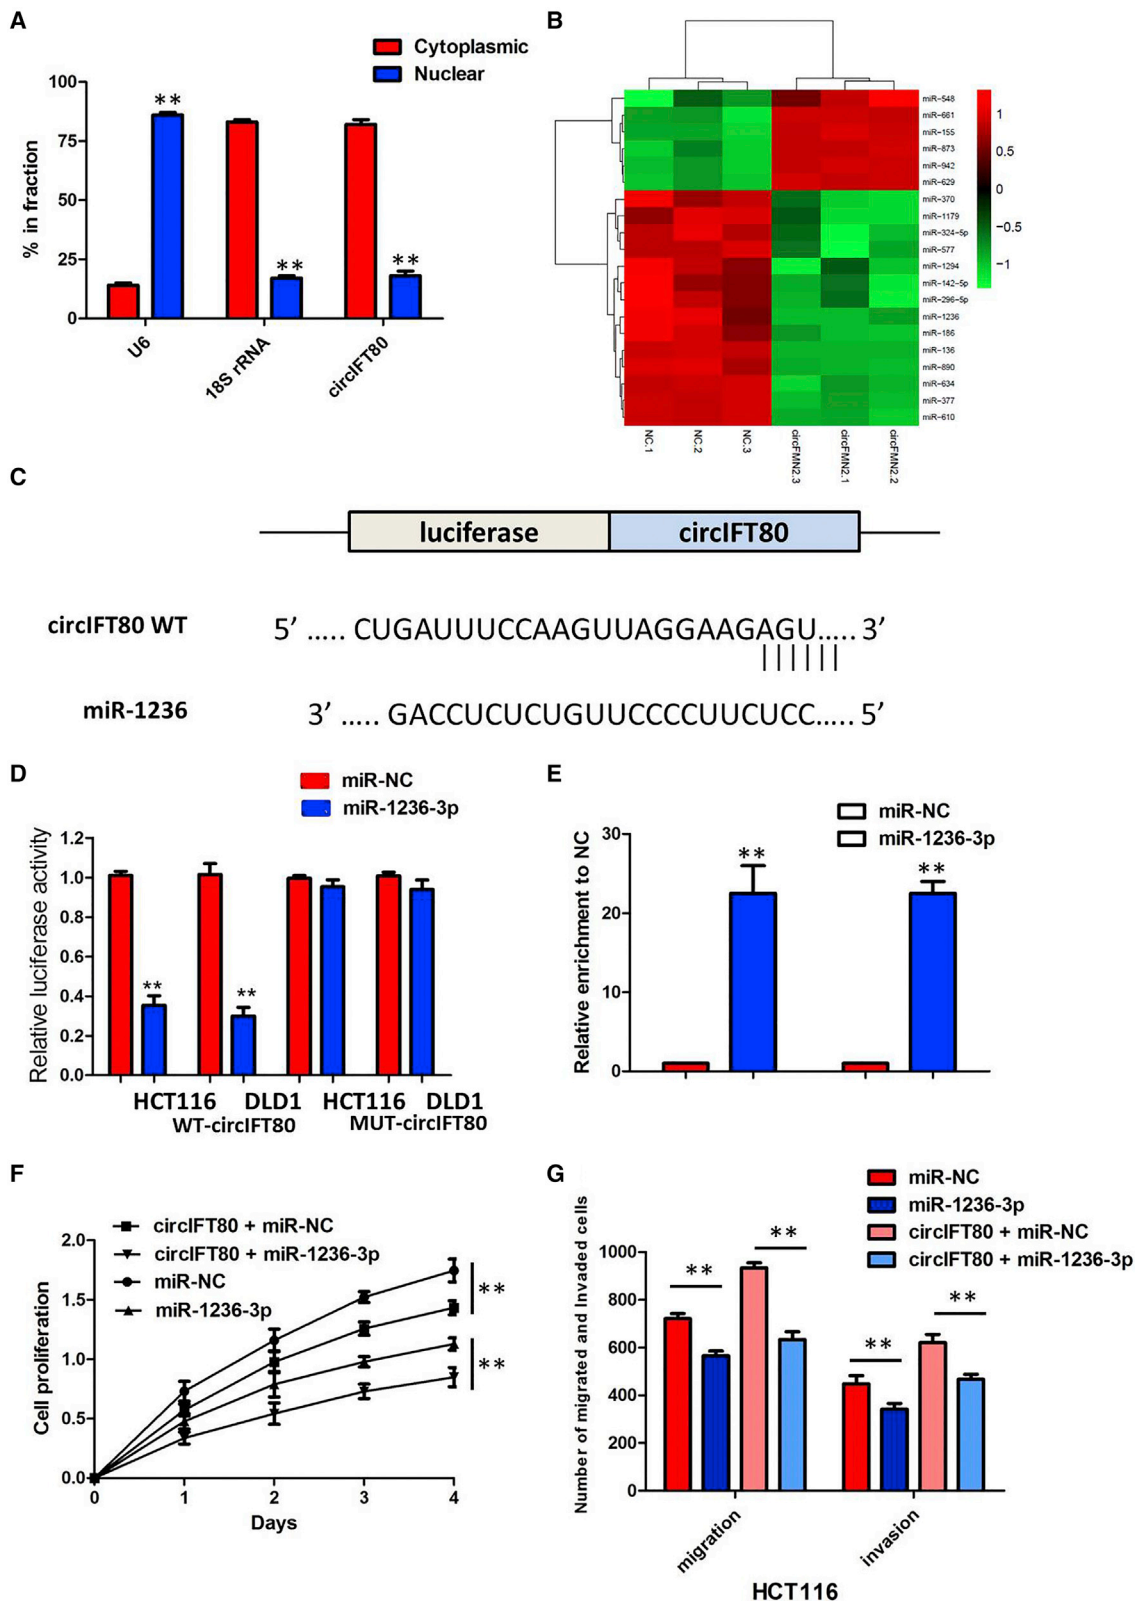 A
Cytoplasmic
Nuclear
% in fraction
100
75
50
25
0
**
**
**
U6
18S rRNA
circIFT80
B
miR-548
miR-661
miR-155
miR-873
miR-942
miR-629
miR-370
miR-1179
miR-324-5p
miR-577
miR-1294
miR-142-5p
miR-296-5p
miR-1236
miR-186
miR-136
miR-890
miR-634
miR-377
miR-610
1
0.5
0
-0.5
-1
NC.1
NC.2
NC.3
circFMN2.3
circFMN2.1
circFMN2.2
C
luciferase
circIFT80
circIFT80 WT
5’ ..... CUGAUUUCCAAGUUAGGAAGAGU..... 3’
miR-1236
3’ ..... GACCUCUCUGUUCCCCUUCUCC..... 5’
D
miR-NC
miR-1236-3p
Relative luciferase activity
1.2
1.0
0.8
0.6
0.4
0.2
0.0
**
**
HCT116 DLD1 HCT116 DLD1
WT-circIFT80 MUT-circIFT80
E
miR-NC
miR-1236-3p
Relative enrichment to NC
30
20
10
0
**
**
F
circIFT80 + miR-NC
circIFT80 + miR-1236-3p
miR-NC
miR-1236-3p
Cell proliferation
2.0
1.5
1.0
0.5
0.0
**
**
0 1 2 3 4
Days
G
miR-NC
miR-1236-3p
circIFT80 + miR-NC
circIFT80 + miR-1236-3p
Number of migrated and Invaded cells
1000
800
600
400
200
0
**
**
**
**
migration
invasion
HCT116